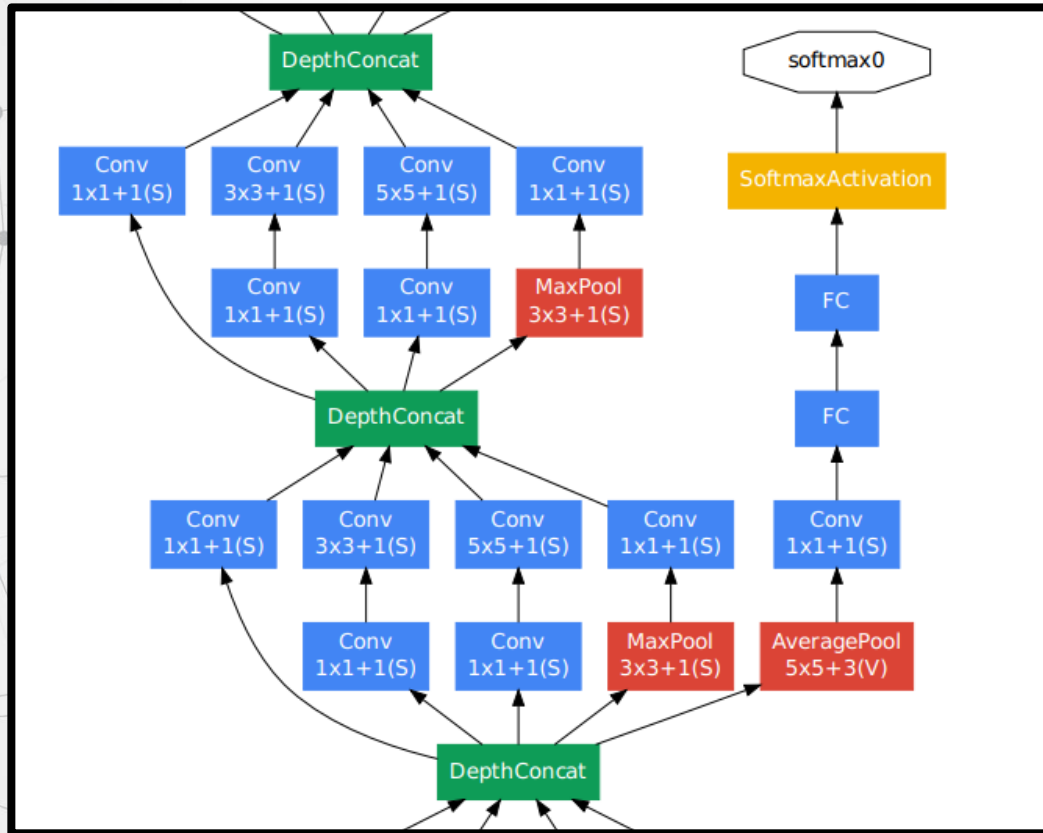 DepthConcat
softmax0
Conv
1x1+1(S)
Conv
3x3+1(S)
Conv
5x5+1(S)
Conv
1x1+1(S)
SoftmaxActivation
Conv
1x1+1(S)
Conv
1x1+1(S)
MaxPool
3x3+1(S)
FC
DepthConcat
FC
Conv
1x1+1(S)
Conv
3x3+1(S)
Conv
5x5+1(S)
Conv
1x1+1(S)
Conv
1x1+1(S)
Conv
1x1+1(S)
Conv
1x1+1(S)
MaxPool
3x3+1(S)
AveragePool
5x5+3(V)
DepthConcat